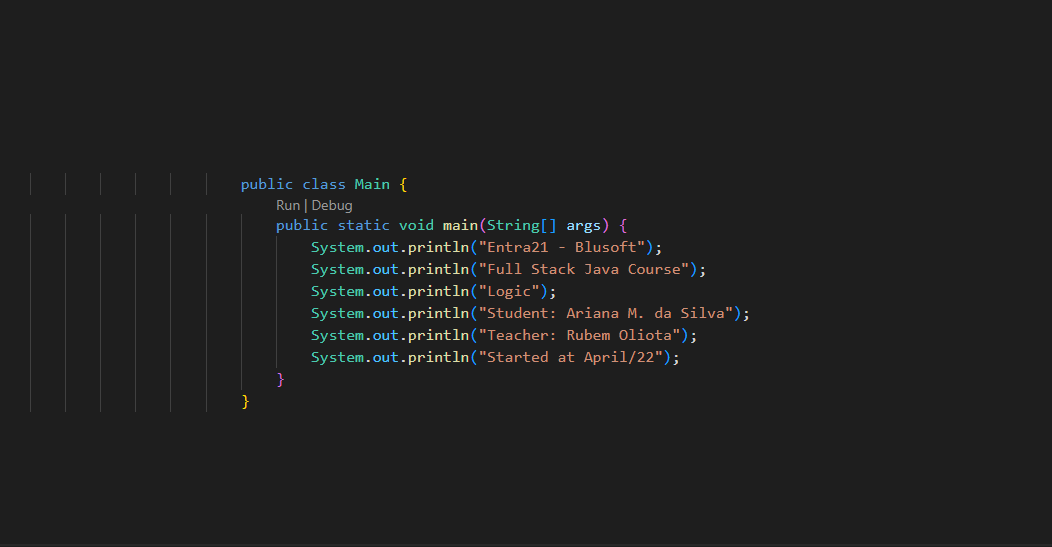 public class Main {
Run | Debug
public static void main(String[] args) {
System.out.println("Entra21 - Blusoft");
System.out.println("Full Stack Java Course");
System.out.println("Logic");
System.out.println("Student: Ariana M. da Silva");
System.out.println("Teacher: Rubem Oliota");
System.out.println("Started at April/22");
}
}